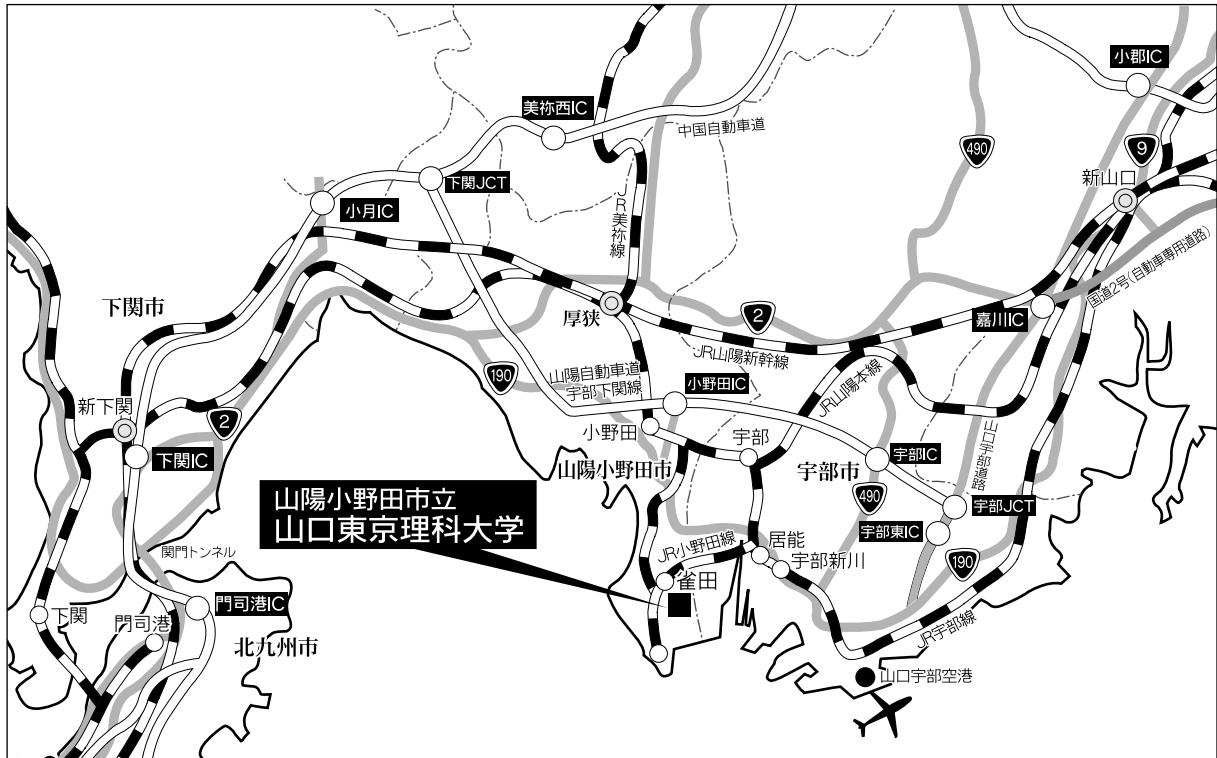 小郡IC
美祢西IC
中国自動車道
490
9
新山口
下関JCT
小月IC
JR美祢線
国道2号(自動車専用道路)
下関市
厚狭
2
嘉川IC
JR山陽新幹線
190
山陽自動車道
宇部下関線
小野田IC
JR山陽本線
新下関
2
小野田
宇部
山口宇部道路
下関IC
山陽小野田市
宇部市
宇部IC
490
山陽小野田市立
山口東京理科大学
宇部JCT
宇部東IC
関門トンネル
JR小野田線
居能
宇部新川
190
雀田
下関
門司港IC
門司港
北九州市
JR宇部線
山口宇部空港